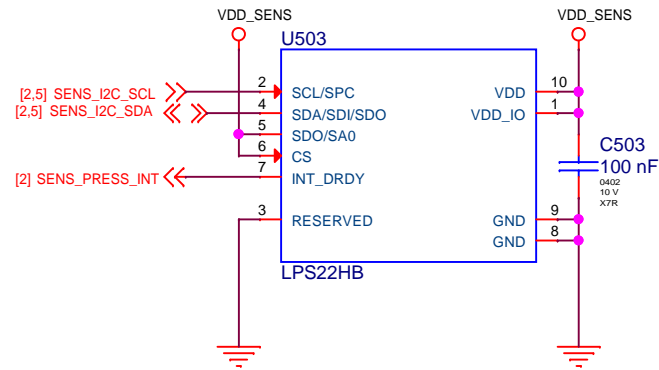 VDD_SENS
VDD_SENS
U503
[2,5] SENS_I2C_SCL
2
SCL/SPC
VDD
10
[2,5] SENS_I2C_SDA
4
SDA/SDI/SDO
VDD_IO
1
5
SDO/SA0
6
CS
C503
100 nF
0402
10 V
X7R
[2] SENS_PRESS_INT
7
INT_DRDY
3
RESERVED
GND
9
GND
8
LPS22HB